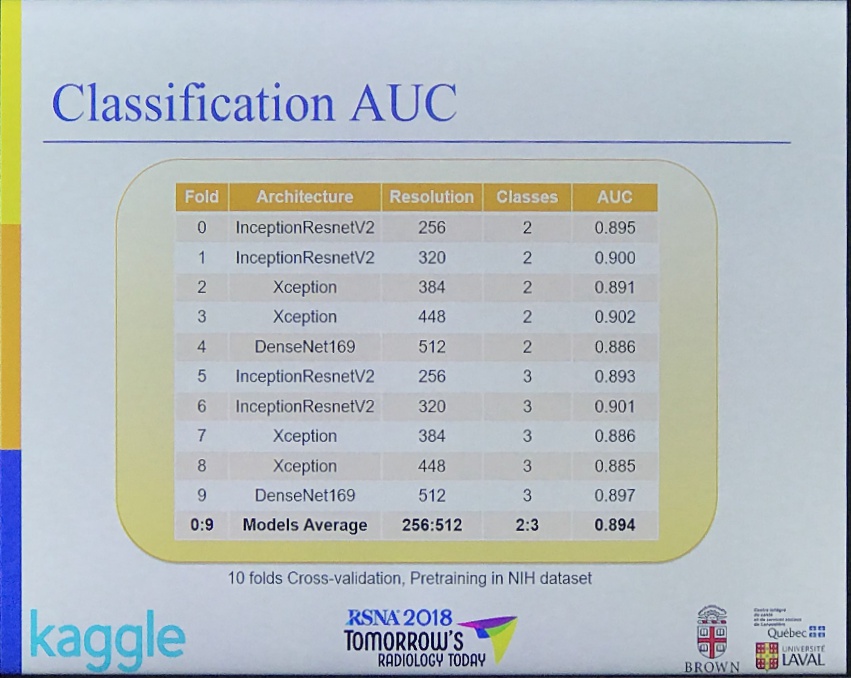 Classification AUC
Fold Architecture Resolution Classes AUC
0 InceptionResnetV2 256 2 0.895
1 InceptionResnetV2 320 2 0.900
2 Xception 384 2 0.891
3 Xception 448 2 0.902
4 DenseNet169 512 2 0.886
5 InceptionResnetV2 256 3 0.893
6 InceptionResnetV2 320 3 0.901
7 Xception 384 3 0.886
8 Xception 448 3 0.885
9 DenseNet169 512 3 0.897
0:9 Models Average 256:512 2:3 0.894
10 folds Cross-validation, Pretraining in NIH dataset
kaggle
RSNA 2018
TOMORROW'S
RADIOLOGY TODAY
BROWN
Québec
UNIVERSITÉ
LAVAL